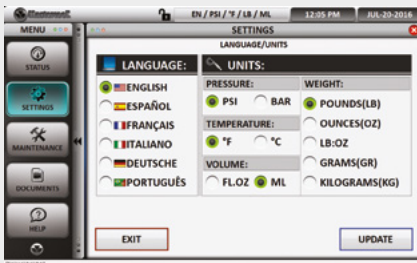 EN / PSI / °F / LB / ML
12:05 PM
JUL-20-2016
MENU
SETTINGS
LANGUAGE/UNITS
STATUS
SETTINGS
MAINTENANCE
DOCUMENTS
HELP
LANGUAGE:
ENGLISH
ESPAÑOL
FRANÇAIS
ITALIANO
DEUTSCHE
PORTUGUÊS
UNITS:
PRESSURE:
PSI BAR
TEMPERATURE:
°F °C
VOLUME:
FL.OZ ML
WEIGHT:
POUNDS(LB)
OUNCES(OZ)
LB:OZ
GRAMS(GR)
KILOGRAMS(KG)
EXIT
UPDATE